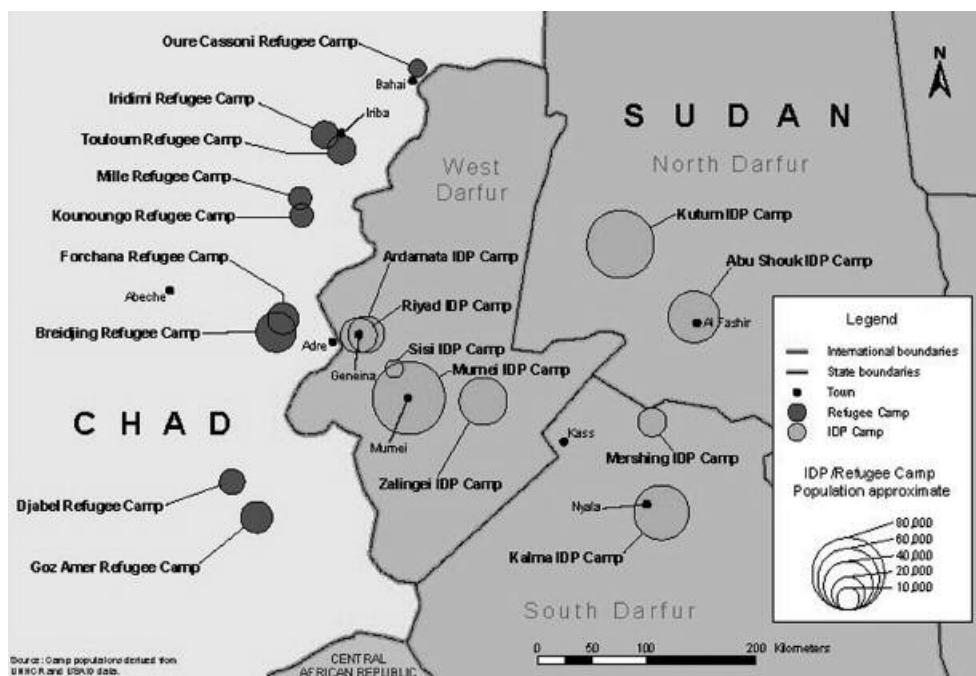 Oure Cassoni Refugee Camp
Bahai
N
Iridimi Refugee Camp
Iriba
S U D A N
Touloum Refugee Camp
West
Darfur
North Darfur
Mille Refugee Camp
Kounoungo Refugee Camp
Kutum IDP Camp
Forchana Refugee Camp
Ardamata IDP Camp
Abu Shouk IDP Camp
Abeche
Riyad IDP Camp
Breidjing Refugee Camp
Al Fashir
Adre
Sisi IDP Camp
Geneina
Mumei IDP Camp
C H A D
Mumei
Kass
Zalingei IDP Camp
Mershing IDP Camp
Djabel Refugee Camp
Nyala
Kalma IDP Camp
Goz Amer Refugee Camp
South Darfur
Legend
International boundaries
State boundaries
Town
Refugee Camp
IDP Camp
IDP/Refugee Camp
Population approximate
80,000
60,000
40,000
20,000
10,000
0 50 100 200 Kilometers
Source: Camp populations derived from
UNHCR and USAID data.
CENTRAL
AFRICAN REPUBLIC